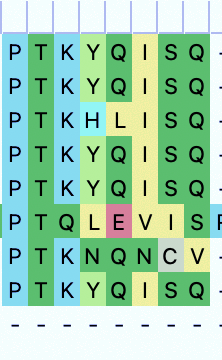 P T K Y Q I S Q -
P T K Y Q I S Q -
P T K H L I S Q -
P T K Y Q I S Q -
P T K Y Q I S Q -
P T Q L E V I S P
P T K N Q N C V -
P T K Y Q I S Q -
- - - - - - - - -